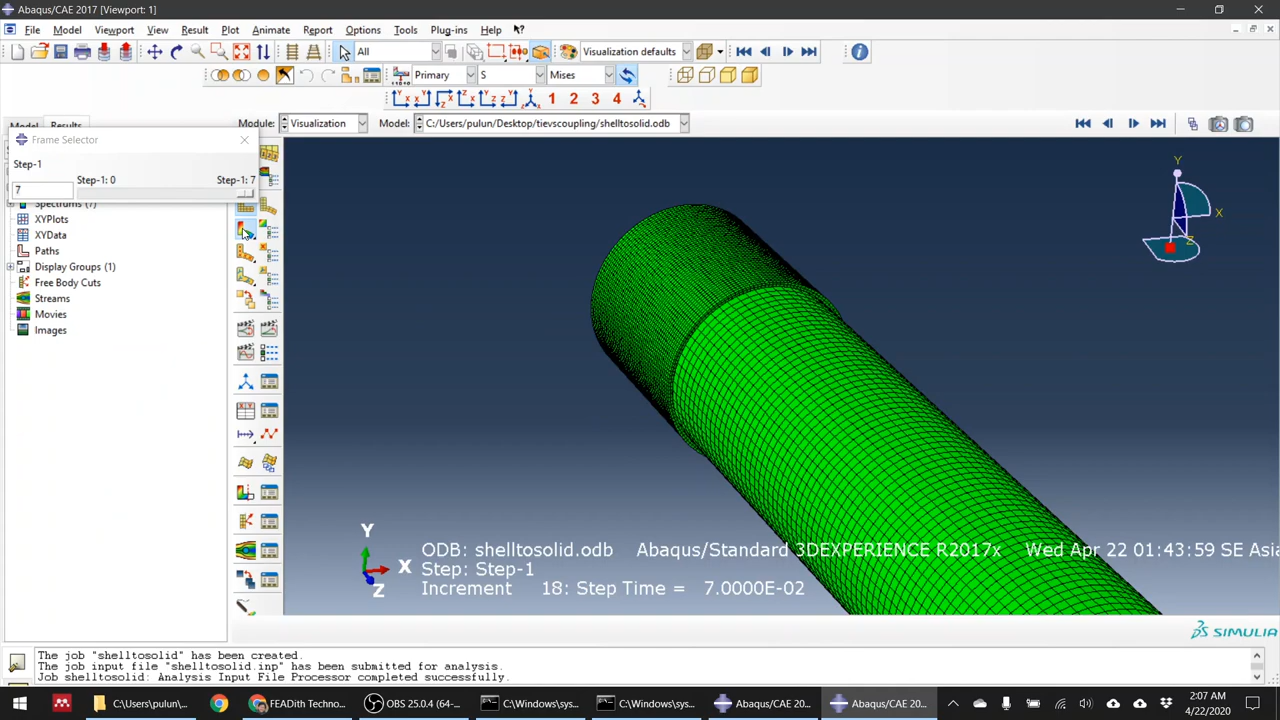 Abaqus/CAE 2017 [Viewport: 1]
File Model Viewport View Result Plot Animate Report Options Tools Plug-ins Help
All
Visualization defaults
Primary
S
Mises
1 2 3 4
Results
Module: Visualization Model: C:/Users/pulun/Desktop/tievscoupling/shelltosolid.odb
Frame Selector
Step-1
Step-1: 0 Step-1: 7
7
XYPlots
XYData
Paths
Display Groups (1)
Free Body Cuts
Streams
Movies
Images
Y
X
Z
Y
X
Z
ODB: shelltosolid.odb Abaqus/Standard 3DEXPERIENCE R2017x Wed Apr 22 01:43:59 SE Asia
Step: Step-1
Increment 18: Step Time = 7.0000E-02
SIMULIA
The job "shelltosolid" has been created.
The job input file "shelltosolid.inp" has been submitted for analysis.
Job shelltosolid: Analysis Input File Processor completed successfully.
C:\Users\pulun\...
FEADith Techno...
OBS 25.0.4 (64-...
C:\Windows\sys...
C:\Windows\sys...
Abaqus/CAE 20...
Abaqus/CAE 20...
2:07 AM
4/22/2020